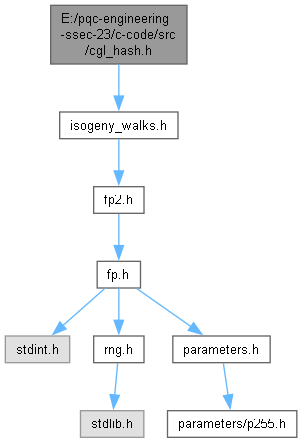 E:/pqc-engineering
-ssec-23/c-code/src
/cgl_hash.h
isogeny_walks.h
fp2.h
fp.h
stdint.h
rng.h
parameters.h
stdlib.h
parameters/p255.h